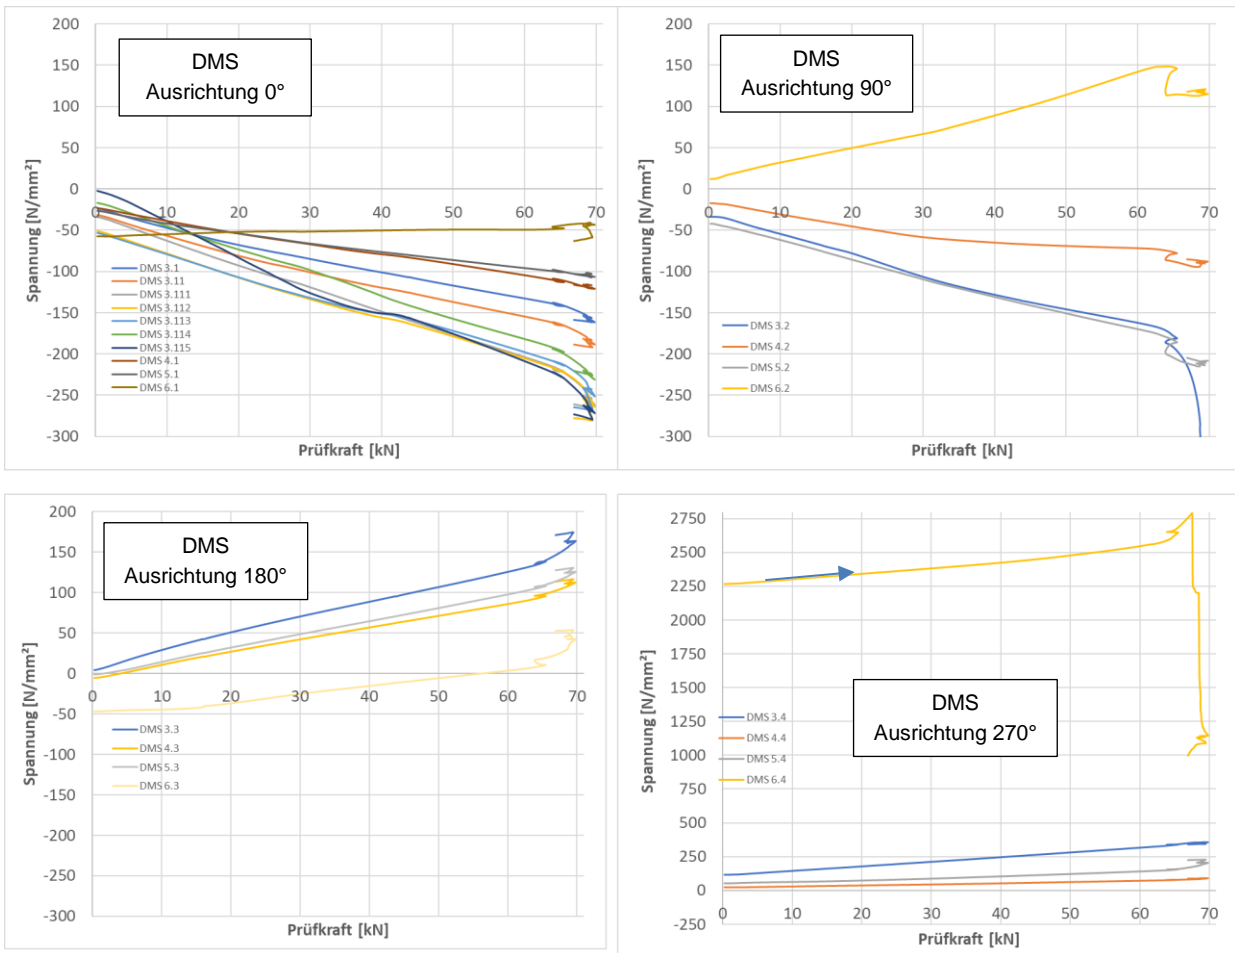 200
150
100
50
0
-50
-100
-150
-200
-250
-300
Spannung [N/mm²]
DMS
Ausrichtung 0°
0 10 20 30 40 50 60 70
DMS 3.1
DMS 3.11
DMS 3.111
DMS 3.112
DMS 3.113
DMS 3.114
DMS 3.115
DMS 4.1
DMS 5.1
DMS 6.1
Prüfkraft [kN]
200
150
100
50
0
-50
-100
-150
-200
-250
-300
Spannung [N/mm²]
DMS
Ausrichtung 90°
0 10 20 30 40 50 60 70
DMS 3.2
DMS 4.2
DMS 5.2
DMS 6.2
Prüfkraft [kN]
200
150
100
50
0
-50
-100
-150
-200
-250
-300
Spannung [N/mm²]
DMS
Ausrichtung 180°
0 10 20 30 40 50 60 70
DMS 3.3
DMS 4.3
DMS 5.3
DMS 6.3
Prüfkraft [kN]
2750
2500
2250
2000
1750
1500
1250
1000
750
500
250
0
-250
Spannung [N/mm²]
DMS
Ausrichtung 270°
DMS 3.4
DMS 4.4
DMS 5.4
DMS 6.4
0 10 20 30 40 50 60 70
Prüfkraft [kN]